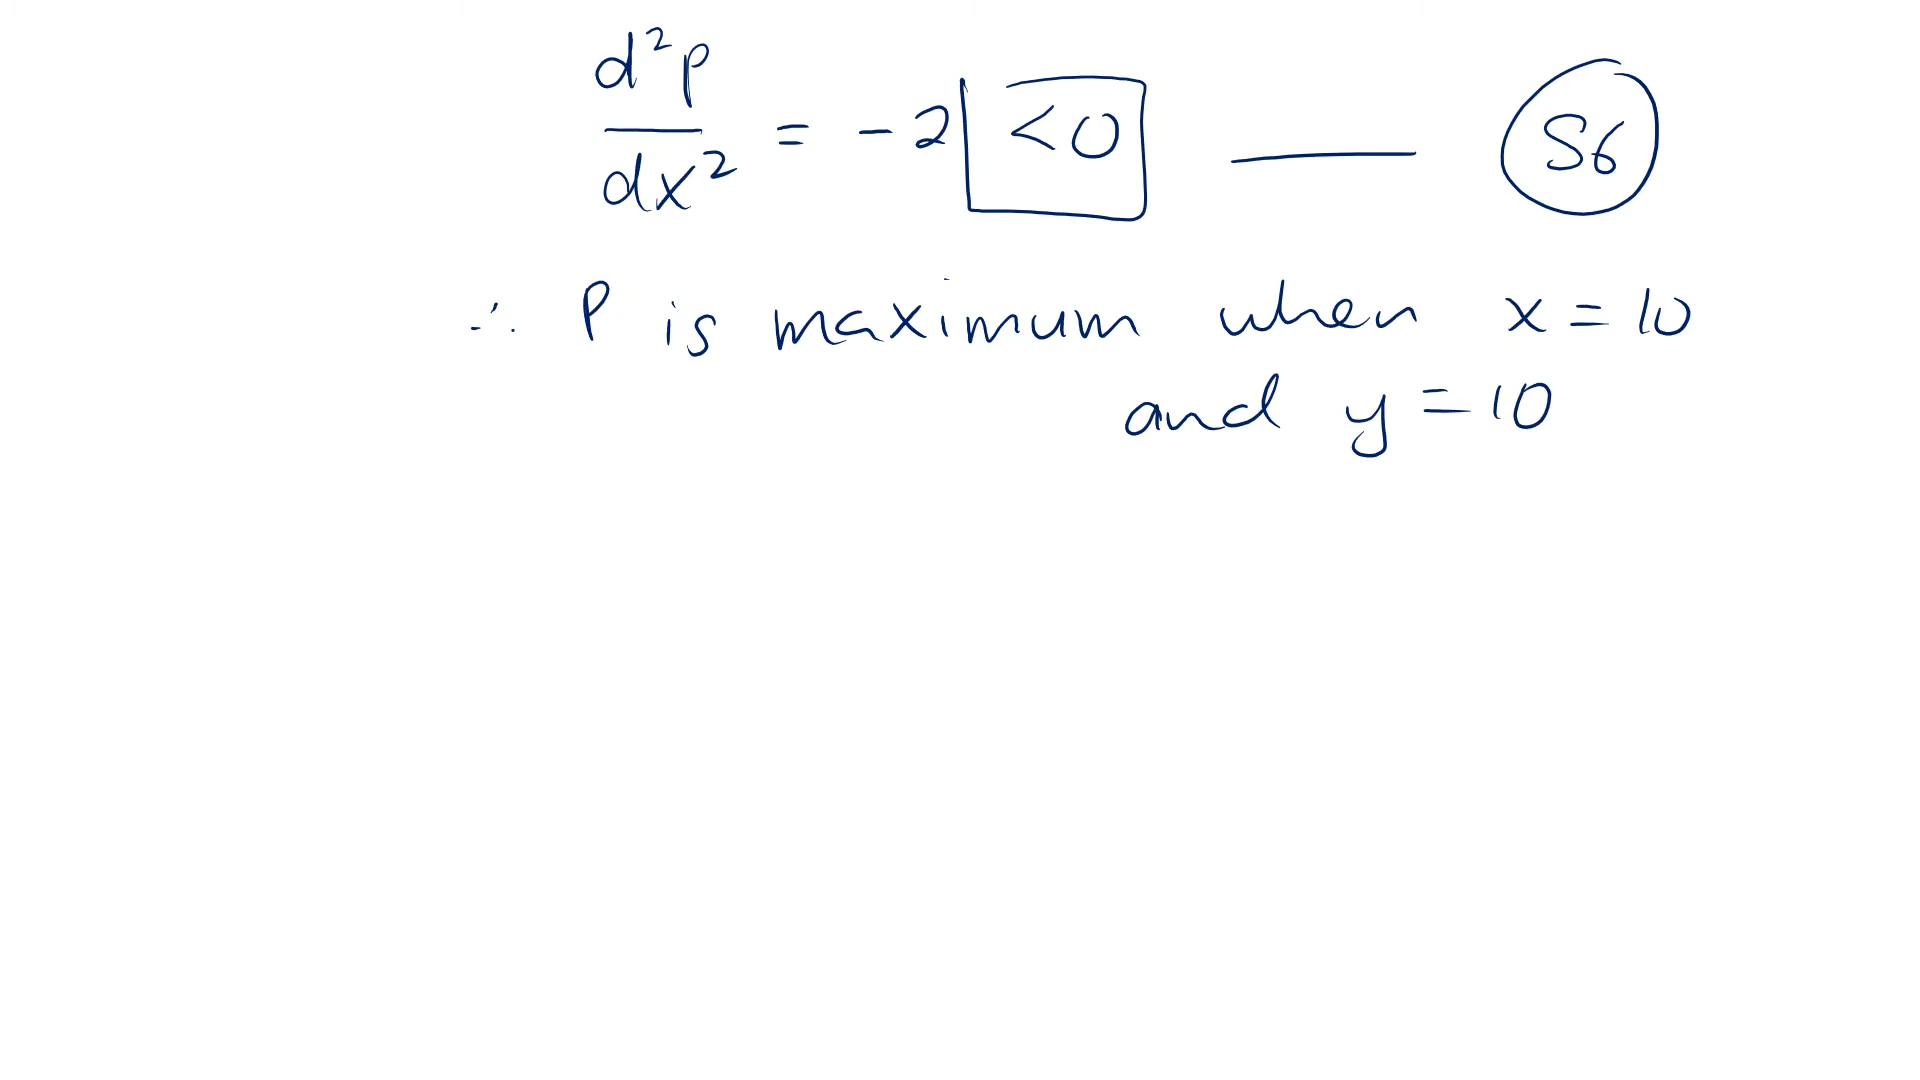 d²p/dx² = -2 <0 —— S6
∴ P is maximum when x = 10
and y = 10